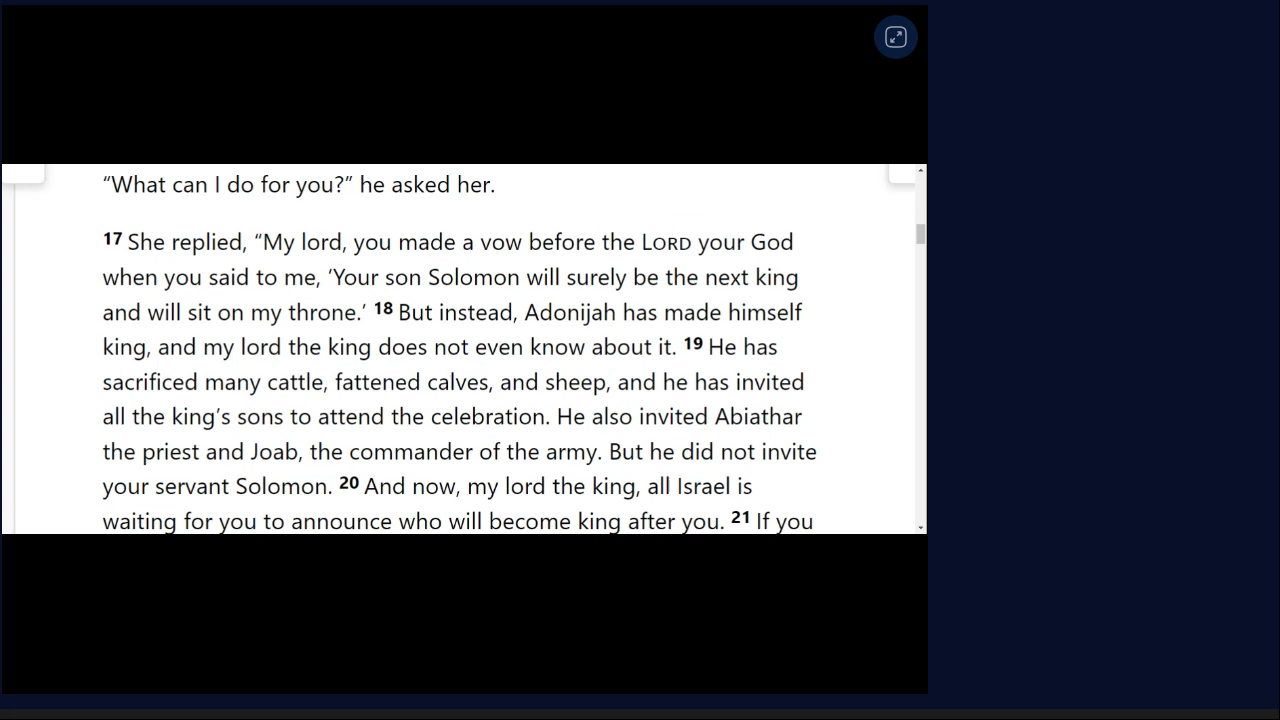 “What can I do for you?” he asked her.
17 She replied, “My lord, you made a vow before the LORD your God
when you said to me, ‘Your son Solomon will surely be the next king
and will sit on my throne.’ 18 But instead, Adonijah has made himself
king, and my lord the king does not even know about it. 19 He has
sacrificed many cattle, fattened calves, and sheep, and he has invited
all the king’s sons to attend the celebration. He also invited Abiathar
the priest and Joab, the commander of the army. But he did not invite
your servant Solomon. 20 And now, my lord the king, all Israel is
waiting for you to announce who will become king after you. 21 If you